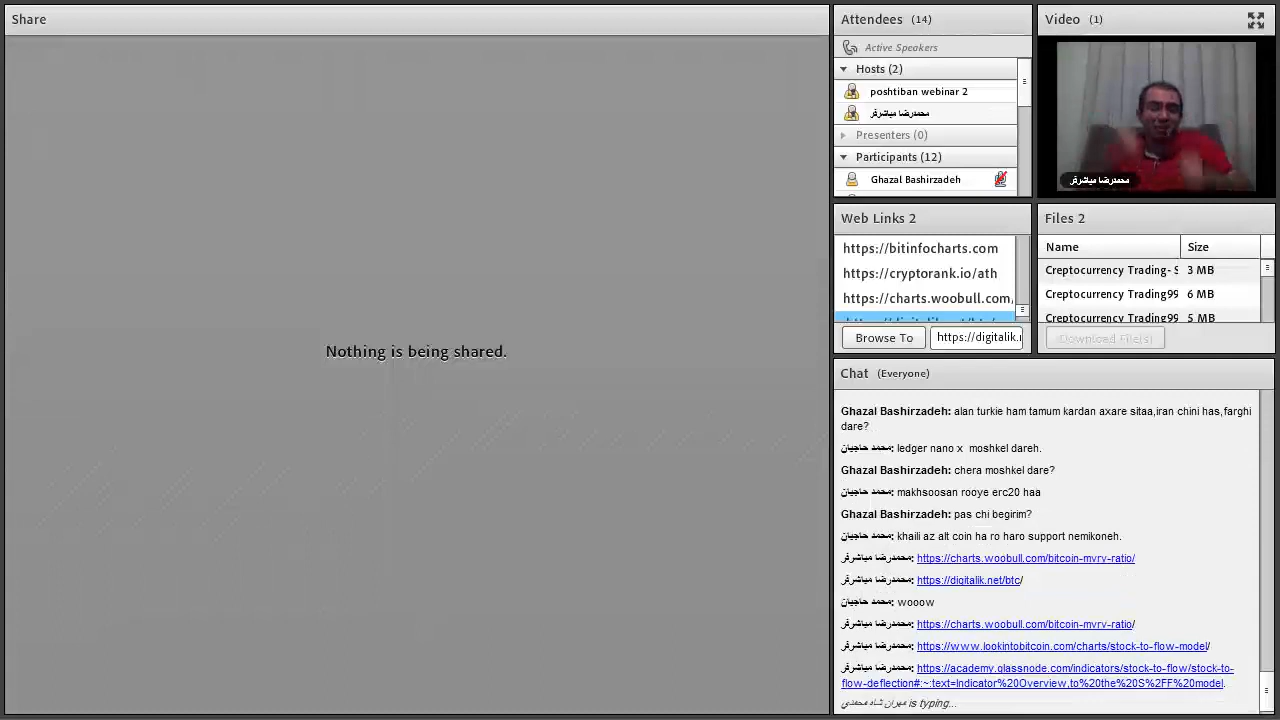 Share
Nothing is being shared.
Attendees (14)
Active Speakers
Hosts (2)
poshtiban webinar 2
محمدرضا مباشرفر
Presenters (0)
Participants (12)
Ghazal Bashirzadeh
Video (1)
محمدرضا مباشرفر
Web Links 2
https://bitinfocharts.com
https://cryptorank.io/ath
https://charts.woobull.com/
Browse To
https://digitalik.n
Files 2
Name Size
Creptocurrency Trading- S 3 MB
Creptocurrency Trading99 6 MB
Creptocurrency Trading99 5 MB
Download File(s)
Chat (Everyone)
Ghazal Bashirzadeh: alan turkie ham tamum kardan axare sitaa,iran chini has,farghi
dare?
محمد حاجیان: ledger nano x moshkel dareh.
Ghazal Bashirzadeh: chera moshkel dare?
محمد حاجیان: makhsoosan rooye erc20 haa
Ghazal Bashirzadeh: pas chi begirim?
محمد حاجیان: khaili az alt coin ha ro haro support nemikoneh.
محمدرضا مباشرفر: https://charts.woobull.com/bitcoin-mvrv-ratio/
محمدرضا مباشرفر: https://digitalik.net/btc/
محمد حاجیان: wooow
محمدرضا مباشرفر: https://charts.woobull.com/bitcoin-mvrv-ratio/
محمدرضا مباشرفر: https://www.lookintobitcoin.com/charts/stock-to-flow-model/
محمدرضا مباشرفر: https://academy.glassnode.com/indicators/stock-to-flow/stock-to-
flow-deflection#:~:text=Indicator%20Overview,to%20the%20S%2FF%20model.
مهران شاه محمدي is typing...